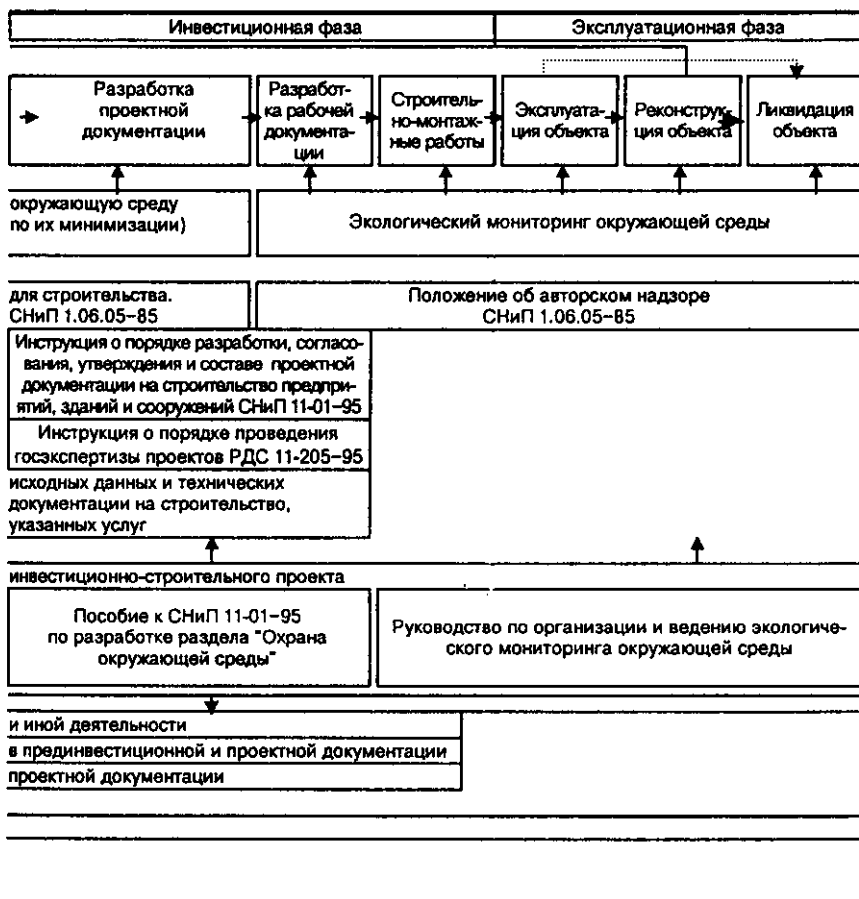 Инвестиционная фаза
Эксплуатационная фаза
Разработка
проектной
документации
Разработ-
ка рабочей
документа-
ции
Строитель-
но-монтаж-
ные работы
Эксплуата-
ция объекта
Реконструк-
ция объекта
Ликвидация
объекта
окружающую среду
по их минимизации)
Экологический мониторинг окружающей среды
для строительства.
СНиП 1.06.05–85
Положение об авторском надзоре
СНиП 1.06.05–85
Инструкция о порядке разработки, согласо-
вания, утверждения и составе проектной
документации на строительство предпри-
ятий, зданий и сооружений СНиП 11-01–95
Инструкция о порядке проведения
госэкспертизы проектов РДС 11-205–95
исходных данных и технических
документации на строительство,
указанных услуг
инвестиционно-строительного проекта
Пособие к СНиП 11-01–95
по разработке раздела "Охрана
окружающей среды"
Руководство по организации и ведению экологиче-
ского мониторинга окружающей среды
и иной деятельности
в прединвестиционной и проектной документации
проектной документации